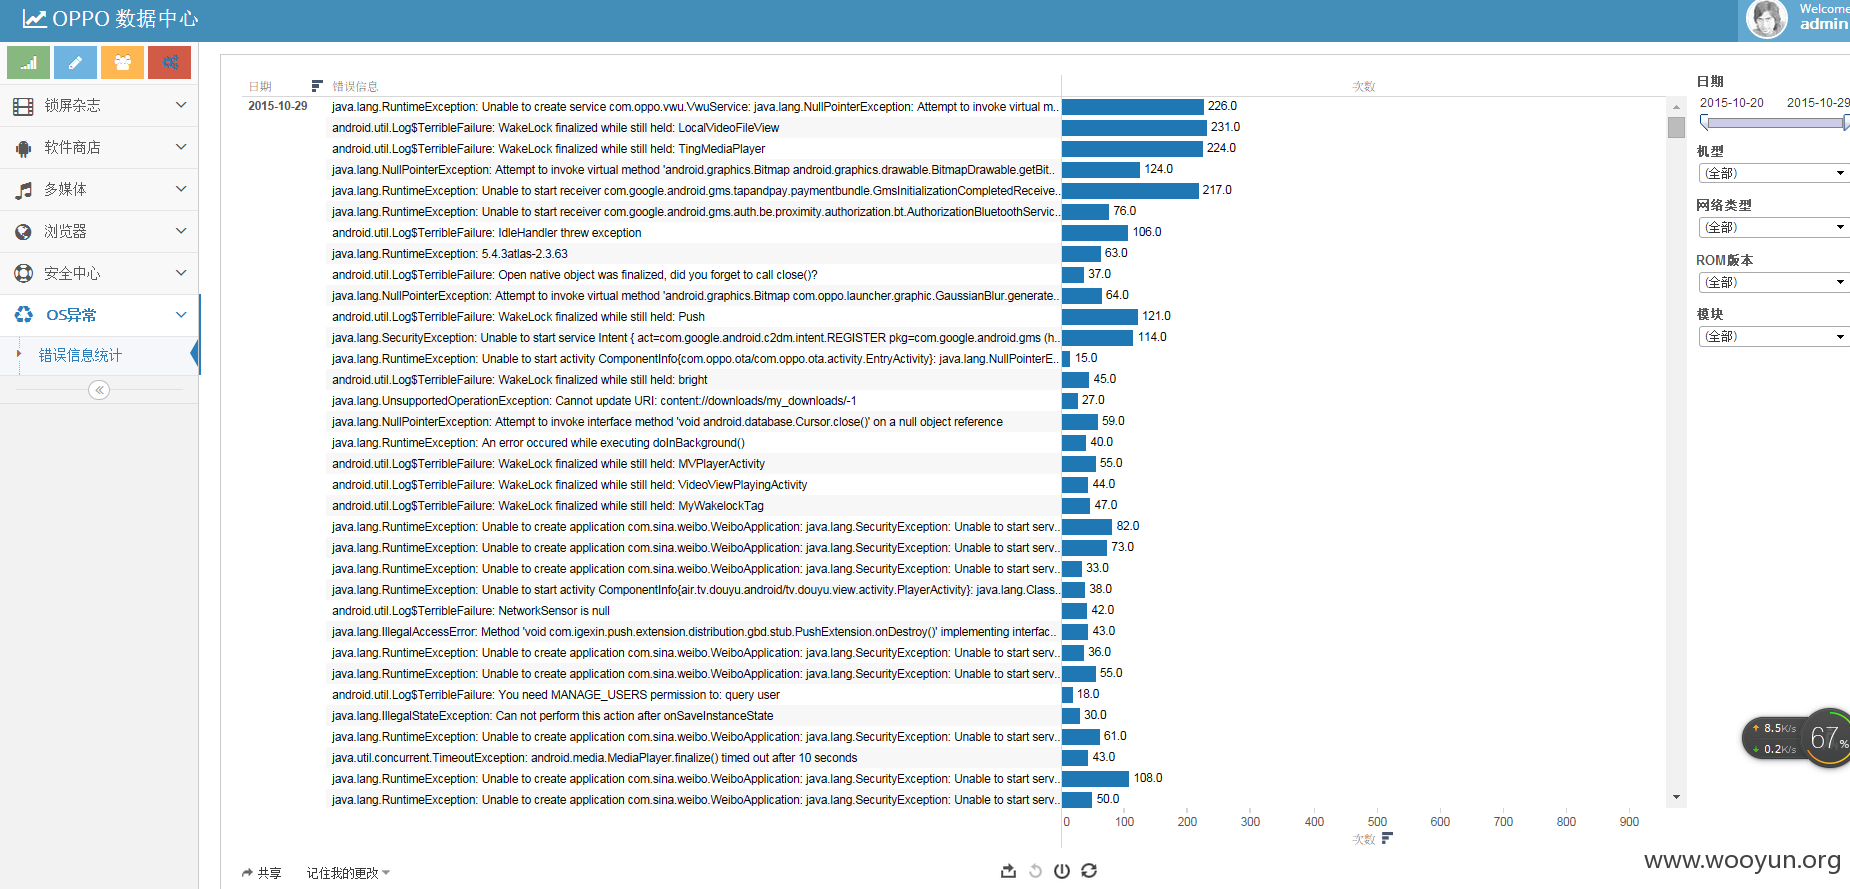 OPPO 数据中心
Welcome
admin
锁屏杂志
软件商店
多媒体
浏览器
安全中心
OS异常
错误信息统计
日期 错误信息 次数
2015-10-29 java.lang.RuntimeException: Unable to create service com.oppo.vwu.VwuService: java.lang.NullPointerException: Attempt to invoke virtual m.. 226.0
android.util.Log$TerribleFailure: WakeLock finalized while still held: LocalVideoFileView 231.0
android.util.Log$TerribleFailure: WakeLock finalized while still held: TingMediaPlayer 224.0
java.lang.NullPointerException: Attempt to invoke virtual method 'android.graphics.Bitmap android.graphics.drawable.BitmapDrawable.getBit.. 124.0
java.lang.RuntimeException: Unable to start receiver com.google.android.gms.tapandpay.paymentbundle.GmsInitializationCompletedReceive.. 217.0
java.lang.RuntimeException: Unable to start receiver com.google.android.gms.auth.be.proximity.authorization.bt.AuthorizationBluetoothServic.. 76.0
android.util.Log$TerribleFailure: IdleHandler threw exception 106.0
java.lang.RuntimeException: 5.4.3atlas-2.3.63 63.0
android.util.Log$TerribleFailure: Open native object was finalized, did you forget to call close()? 37.0
java.lang.NullPointerException: Attempt to invoke virtual method 'android.graphics.Bitmap com.oppo.launcher.graphic.GaussianBlur.generate.. 64.0
android.util.Log$TerribleFailure: WakeLock finalized while still held: Push 121.0
java.lang.SecurityException: Unable to start service Intent { act=com.google.android.c2dm.intent.REGISTER pkg=com.google.android.gms (h.. 114.0
java.lang.RuntimeException: Unable to start activity ComponentInfo{com.oppo.ota/com.oppo.ota.activity.EntryActivity}: java.lang.NullPointerE.. 15.0
android.util.Log$TerribleFailure: WakeLock finalized while still held: bright 45.0
java.lang.UnsupportedOperationException: Cannot update URI: content://downloads/my_downloads/-1 27.0
java.lang.NullPointerException: Attempt to invoke interface method 'void android.database.Cursor.close()' on a null object reference 59.0
java.lang.RuntimeException: An error occured while executing doInBackground() 40.0
android.util.Log$TerribleFailure: WakeLock finalized while still held: MVPlayerActivity 55.0
android.util.Log$TerribleFailure: WakeLock finalized while still held: VideoViewPlayingActivity 44.0
android.util.Log$TerribleFailure: WakeLock finalized while still held: MyWakelockTag 47.0
java.lang.RuntimeException: Unable to create application com.sina.weibo.WeiboApplication: java.lang.SecurityException: Unable to start serv.. 82.0
java.lang.RuntimeException: Unable to create application com.sina.weibo.WeiboApplication: java.lang.SecurityException: Unable to start serv.. 73.0
java.lang.RuntimeException: Unable to create application com.sina.weibo.WeiboApplication: java.lang.SecurityException: Unable to start serv.. 33.0
java.lang.RuntimeException: Unable to start activity ComponentInfo{air.tv.douyu.android/tv.douyu.view.activity.PlayerActivity}: java.lang.Class.. 38.0
android.util.Log$TerribleFailure: NetworkSensor is null 42.0
java.lang.IllegalAccessError: Method 'void com.igexin.push.extension.distribution.gbd.stub.PushExtension.onDestroy()' implementing interfac.. 43.0
java.lang.RuntimeException: Unable to create application com.sina.weibo.WeiboApplication: java.lang.SecurityException: Unable to start serv.. 36.0
java.lang.RuntimeException: Unable to create application com.sina.weibo.WeiboApplication: java.lang.SecurityException: Unable to start serv.. 55.0
android.util.Log$TerribleFailure: You need MANAGE_USERS permission to: query user 18.0
java.lang.IllegalStateException: Can not perform this action after onSaveInstanceState 30.0
java.lang.RuntimeException: Unable to create application com.sina.weibo.WeiboApplication: java.lang.SecurityException: Unable to start serv.. 61.0
java.util.concurrent.TimeoutException: android.media.MediaPlayer.finalize() timed out after 10 seconds 43.0
java.lang.RuntimeException: Unable to create application com.sina.weibo.WeiboApplication: java.lang.SecurityException: Unable to start serv.. 108.0
java.lang.RuntimeException: Unable to create application com.sina.weibo.WeiboApplication: java.lang.SecurityException: Unable to start serv.. 50.0
0 100 200 300 400 500 600 700 800 900
次数
日期
2015-10-20 2015-10-29
机型
(全部)
网络类型
(全部)
ROM版本
(全部)
模块
(全部)
8.5K/s
0.2K/s
67%
共享 记住我的更改
www.wooyun.org